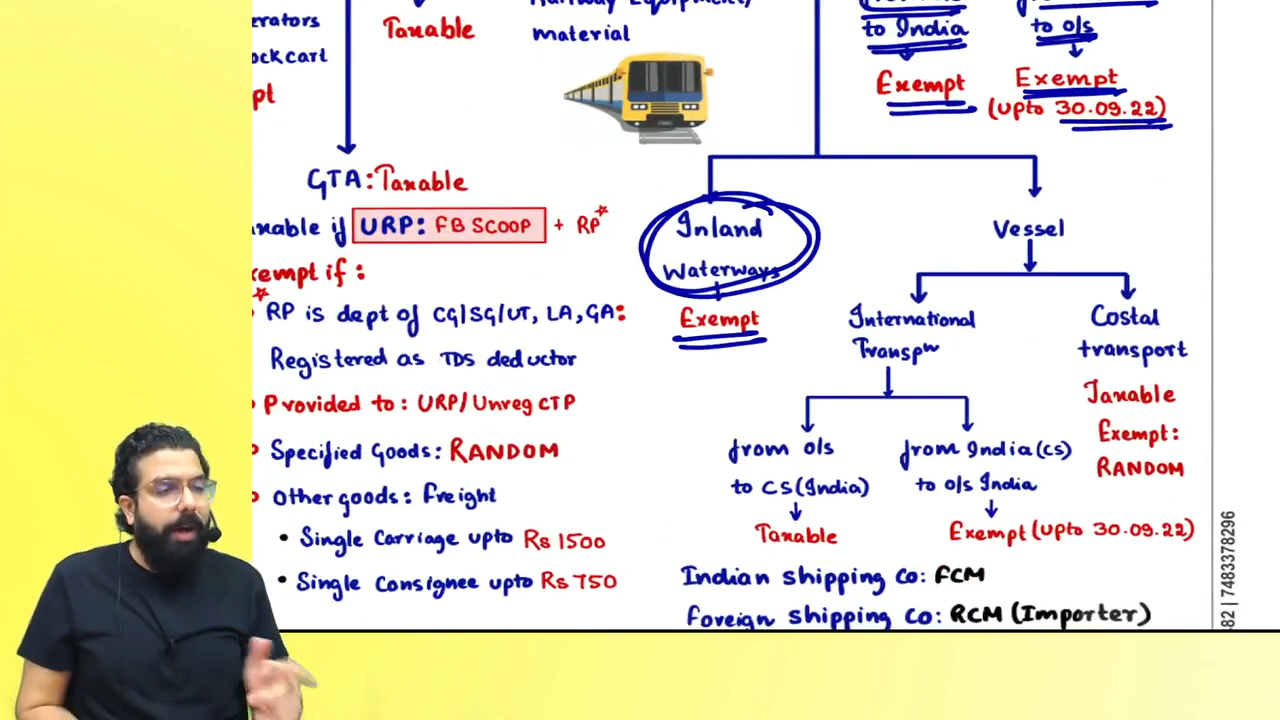 erators
ockcart
pt
Taxable
Railway Equipment/
material
to India
Exempt
to o/s
Exempt
(upto 30.09.22)
GTA: Taxable
axable if URP: FB SCOOP + RP*
xempt if:
* RP is dept of CG/SG/UT, LA, GA:
Registered as TDS deductor
Provided to: URP/Unreg CTP
Specified Goods: RANDOM
Other goods: Freight
• Single Carriage upto Rs 1500
• Single Consignee upto Rs 750
Inland
Waterways
Exempt
Vessel
International
Transpⁿ
Costal
transport
Taxable
Exempt:
RANDOM
from o/s
to CS (India)
Taxable
from India (CS)
to o/s India
Exempt (upto 30.09.22)
Indian shipping Co: FCM
Foreign shipping Co: RCM (Importer)
82 | 7483378296